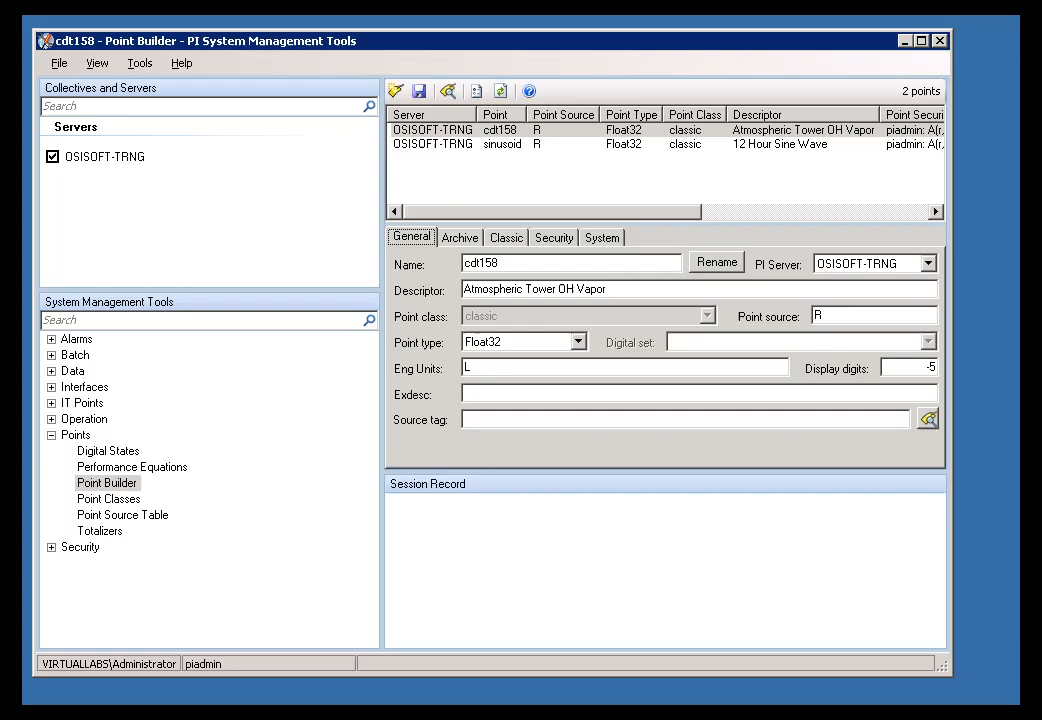 cdt158 - Point Builder - PI System Management Tools
File View Tools Help
Collectives and Servers
Search
Servers
OSISOFT-TRNG
System Management Tools
Search
Alarms
Batch
Data
Interfaces
IT Points
Operation
Points
Digital States
Performance Equations
Point Builder
Point Classes
Point Source Table
Totalizers
Security
2 points
Server Point Point Source Point Type Point Class Descriptor Point Securi
OSISOFT-TRNG cdt158 R Float32 classic Atmospheric Tower OH Vapor piadmin: A(r,
OSISOFT-TRNG sinusoid R Float32 classic 12 Hour Sine Wave piadmin: A(r,
General Archive Classic Security System
Name: cdt158 Rename PI Server: OSISOFT-TRNG
Descriptor: Atmospheric Tower OH Vapor
Point class: classic Point source: R
Point type: Float32 Digital set:
Eng Units: L Display digits: -5
Exdesc:
Source tag:
Session Record
VIRTUALLABS\Administrator piadmin